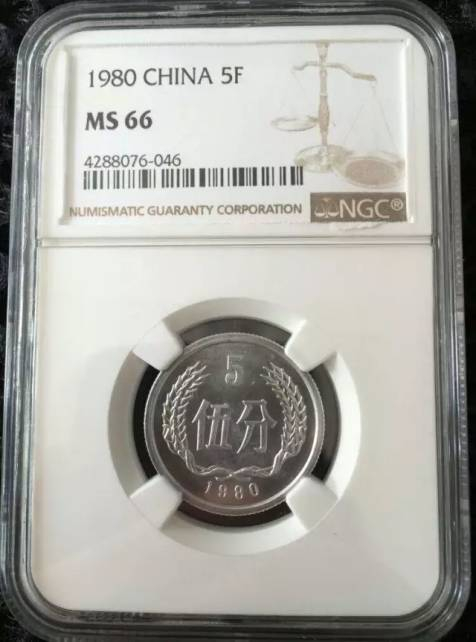 1980 CHINA 5F
MS 66
4288076-046
NUMISMATIC GUARANTY CORPORATION NGC®
5
伍分
1980